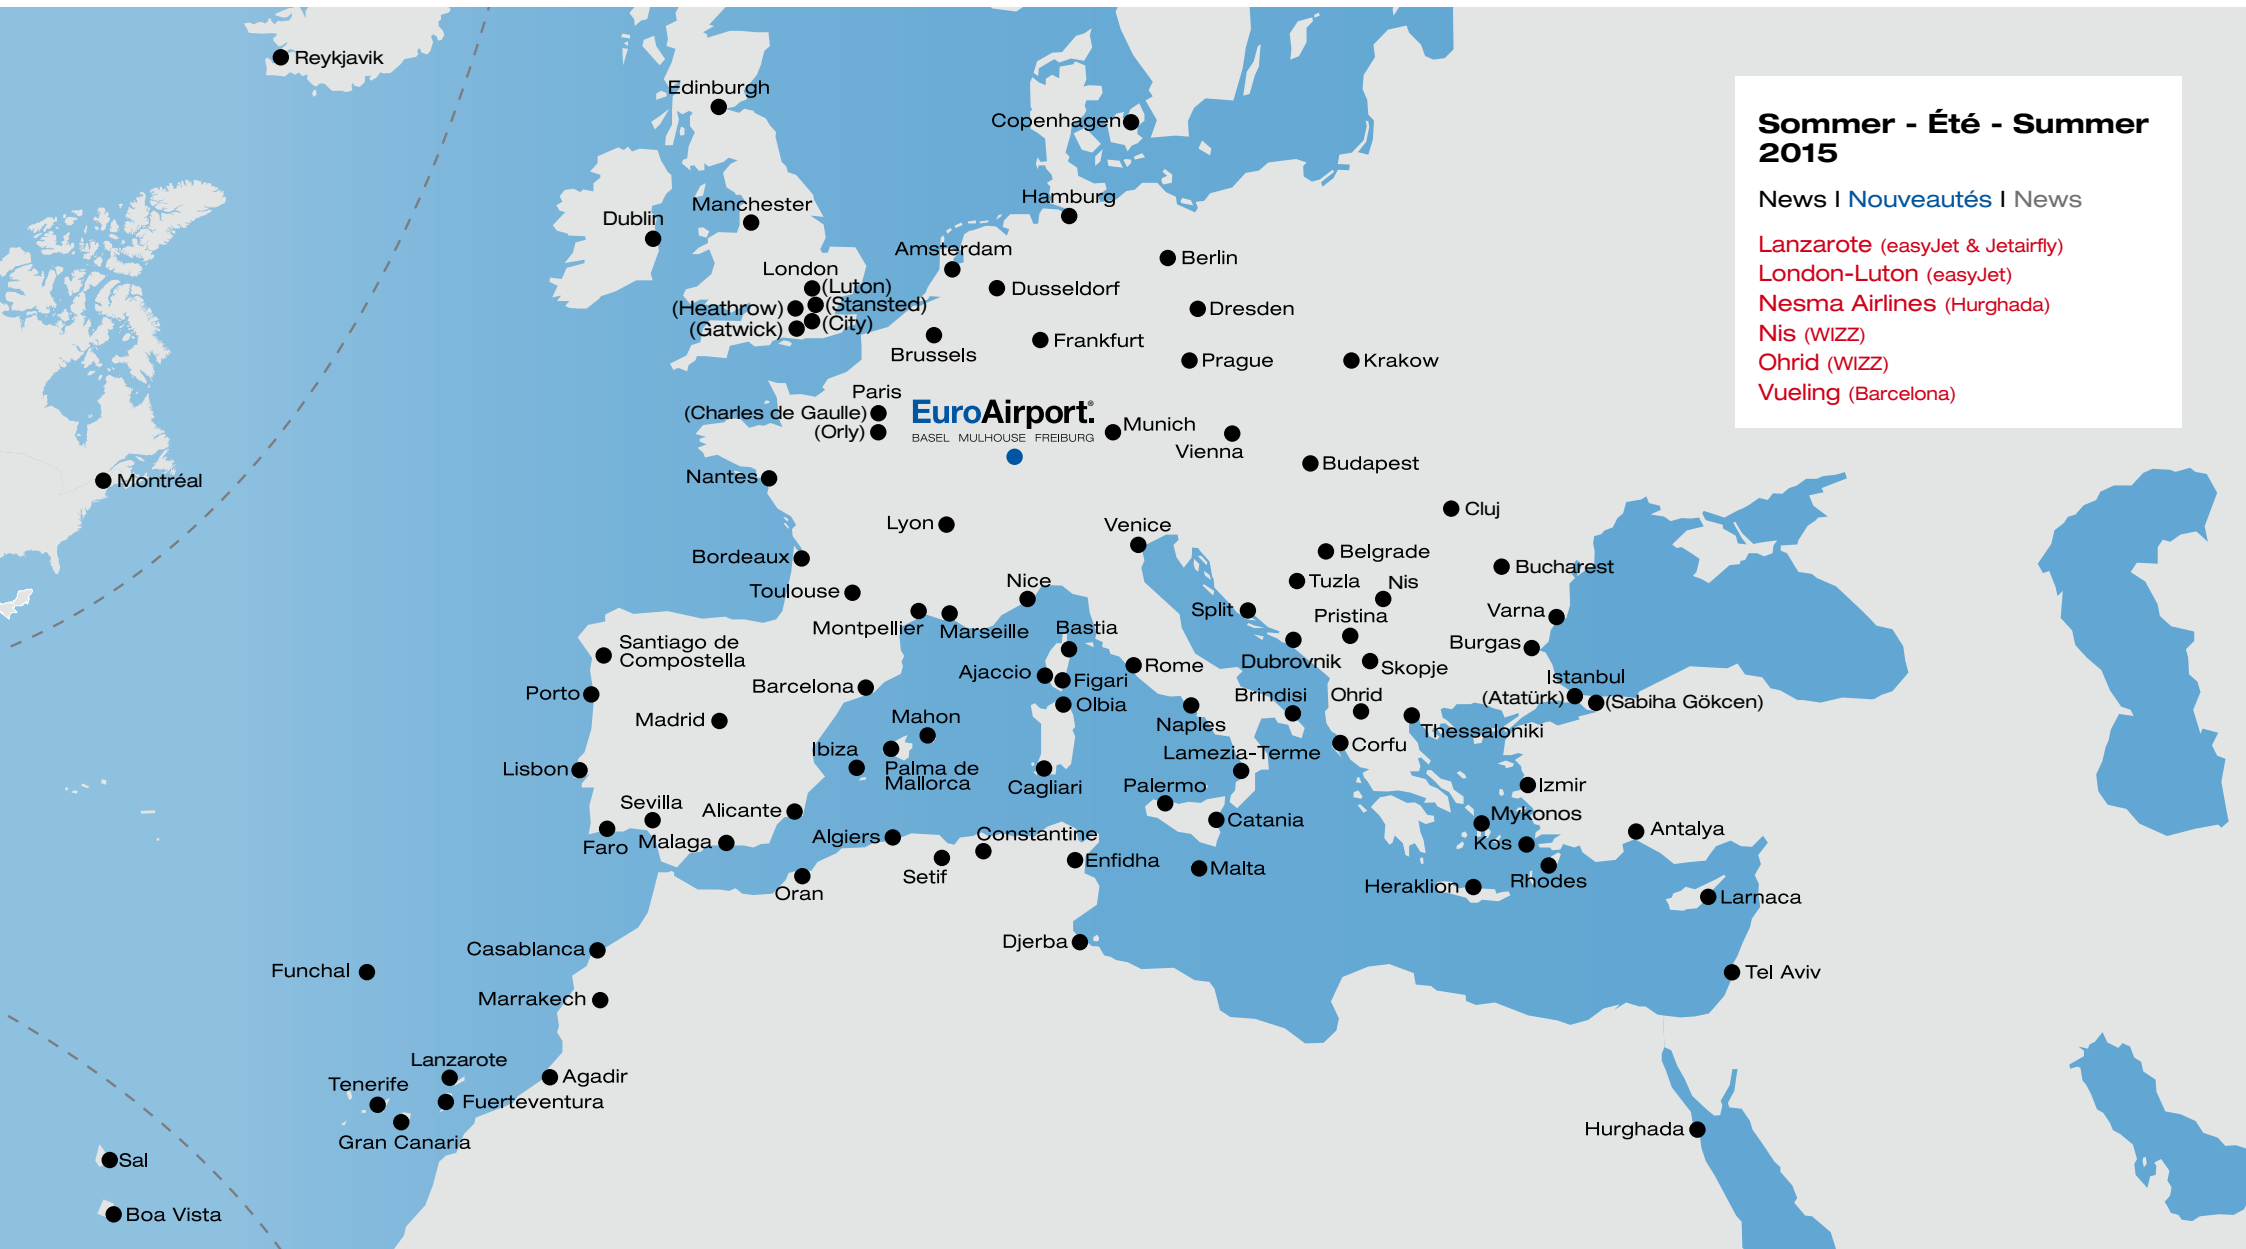 Reykjavik
Edinburgh
Copenhagen
Sommer - Été - Summer
2015
News I Nouveautés I News
Lanzarote (easyJet & Jetairfly)
London-Luton (easyJet)
Nesma Airlines (Hurghada)
Nis (WIZZ)
Ohrid (WIZZ)
Vueling (Barcelona)
Hamburg
Manchester
Dublin
Amsterdam
Berlin
London
(Luton)
(Stansted)
(Heathrow)
(City)
(Gatwick)
Dusseldorf
Dresden
Brussels
Frankfurt
Prague
Krakow
Paris
(Charles de Gaulle)
(Orly)
EuroAirport.®
BASEL MULHOUSE FREIBURG
Munich
Vienna
Budapest
Montréal
Nantes
Lyon
Venice
Cluj
Bordeaux
Belgrade
Bucharest
Toulouse
Nice
Tuzla
Nis
Split
Pristina
Varna
Montpellier
Marseille
Bastia
Burgas
Santiago de
Compostella
Ajaccio
Figari
Rome
Dubrovnik
Skopje
Istanbul
(Atatürk)
(Sabiha Gökcen)
Porto
Barcelona
Olbia
Brindisi
Ohrid
Madrid
Mahon
Naples
Thessaloniki
Ibiza
Lamezia-Terme
Corfu
Lisbon
Palma de
Mallorca
Cagliari
Palermo
Izmir
Sevilla
Alicante
Mykonos
Faro
Malaga
Algiers
Constantine
Catania
Antalya
Kos
Setif
Enfidha
Malta
Rhodes
Oran
Heraklion
Larnaca
Casablanca
Djerba
Funchal
Tel Aviv
Marrakech
Lanzarote
Tenerife
Agadir
Fuerteventura
Gran Canaria
Hurghada
Sal
Boa Vista